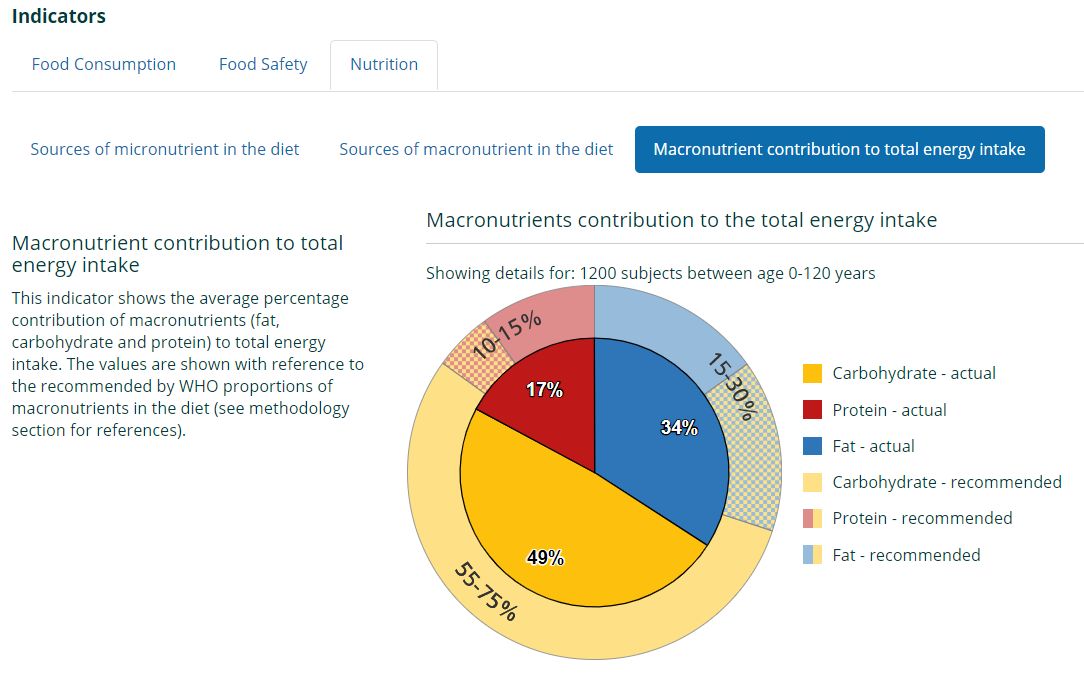 Indicators
Food Consumption
Food Safety
Nutrition
Sources of micronutrient in the diet
Sources of macronutrient in the diet
Macronutrient contribution to total energy intake
Macronutrient contribution to total
energy intake
This indicator shows the average percentage
contribution of macronutrients (fat,
carbohydrate and protein) to total energy
intake. The values are shown with reference to
the recommended by WHO proportions of
macronutrients in the diet (see methodology
section for references).
Macronutrients contribution to the total energy intake
Showing details for: 1200 subjects between age 0-120 years
10-15%
15-30%
17%
34%
49%
55-75%
Carbohydrate - actual
Protein - actual
Fat - actual
Carbohydrate - recommended
Protein - recommended
Fat - recommended